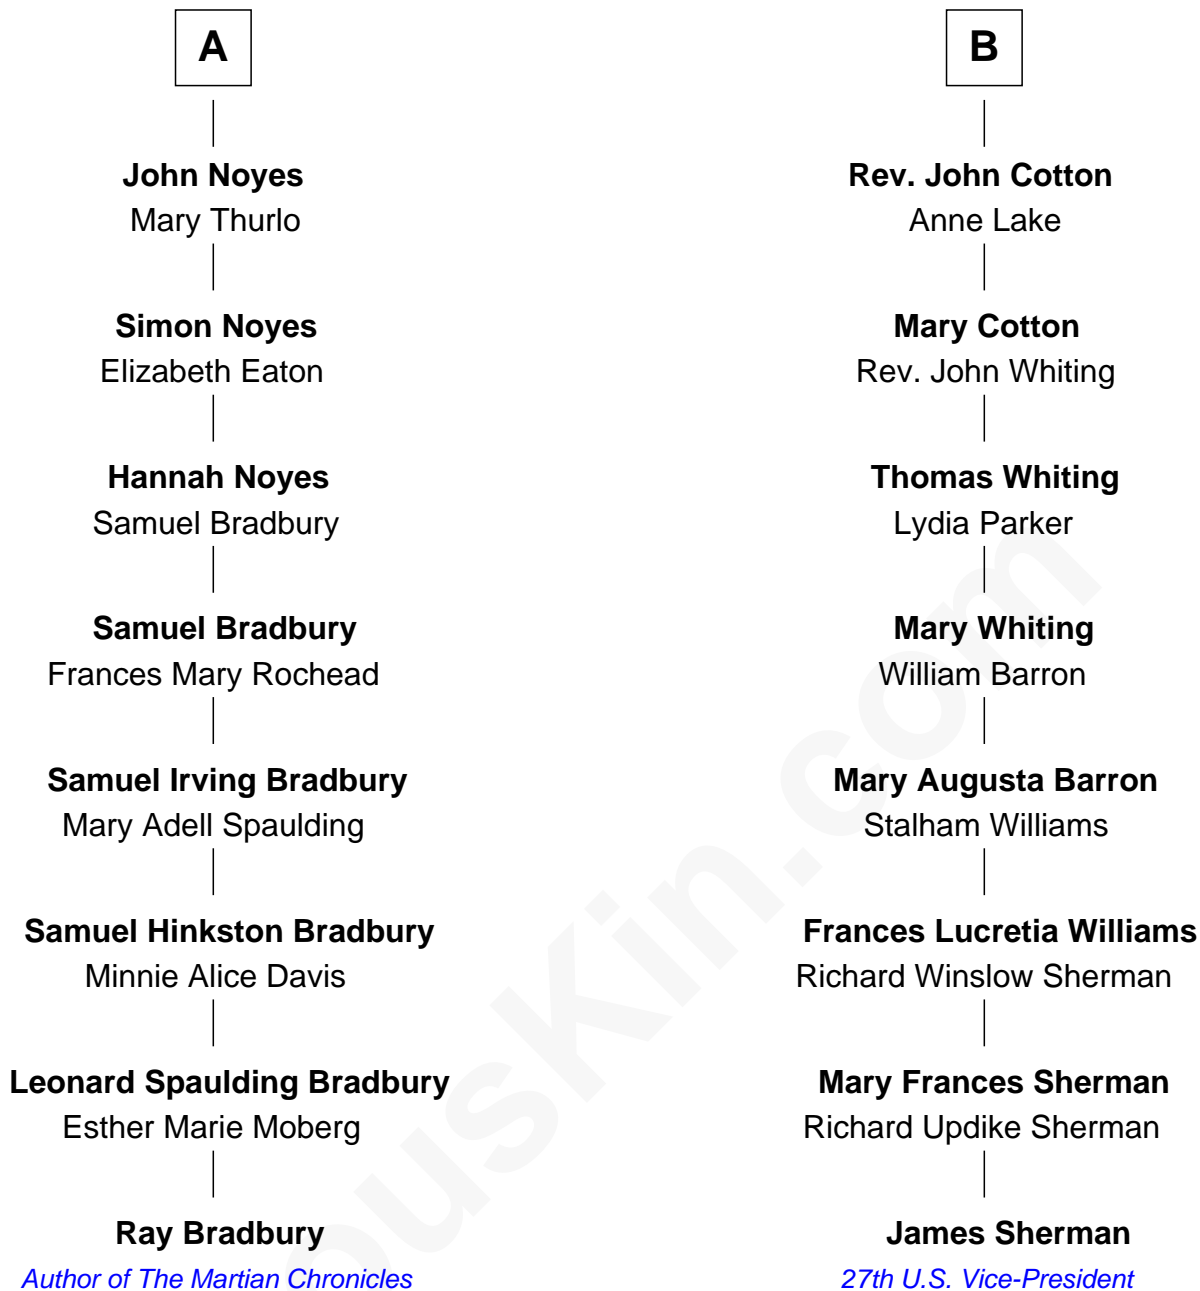 A
John Noyes
Mary Thurlo
Simon Noyes
Elizabeth Eaton
Hannah Noyes
Samuel Bradbury
Samuel Bradbury
Frances Mary Rochead
Samuel Irving Bradbury
Mary Adell Spaulding
Samuel Hinkston Bradbury
Minnie Alice Davis
Leonard Spaulding Bradbury
Esther Marie Moberg
Ray Bradbury
Author of The Martian Chronicles
B
Rev. John Cotton
Anne Lake
Mary Cotton
Rev. John Whiting
Thomas Whiting
Lydia Parker
Mary Whiting
William Barron
Mary Augusta Barron
Stalham Williams
Frances Lucretia Williams
Richard Winslow Sherman
Mary Frances Sherman
Richard Updike Sherman
James Sherman
27th U.S. Vice-President
ousKin.com